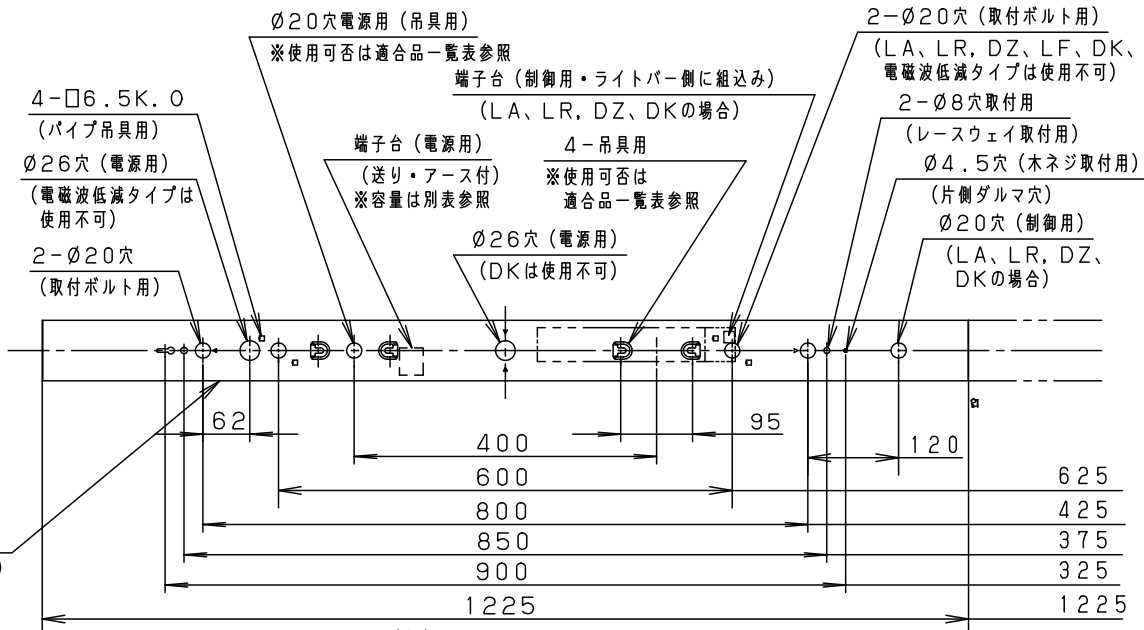 Ø20穴電源用(吊具用)
※使用可否は適合品一覧表参照
2-Ø20穴(取付ボルト用)
(LA、LR、DZ、LF、DK、
電磁波低減タイプは使用不可)
端子台(制御用・ライトバー側に組込み)
(LA、LR、DZ、DKの場合)
4-□6.5K.O
(パイプ吊具用)
2-Ø8穴取付用
(レースウェイ取付用)
Ø26穴(電源用)
(電磁波低減タイプは
使用不可)
端子台(電源用)
(送り・アース付)
※容量は別表参照
4-吊具用
※使用可否は
適合品一覧表参照
Ø4.5穴(木ネジ取付用)
(片側ダルマ穴)
2-Ø20穴
(取付ボルト用)
Ø26穴(電源用)
(DKは使用不可)
Ø20穴(制御用)
(LA、LR、DZ、
DKの場合)
62
95
400
120
600
625
800
425
850
375
900
325
1225
1225